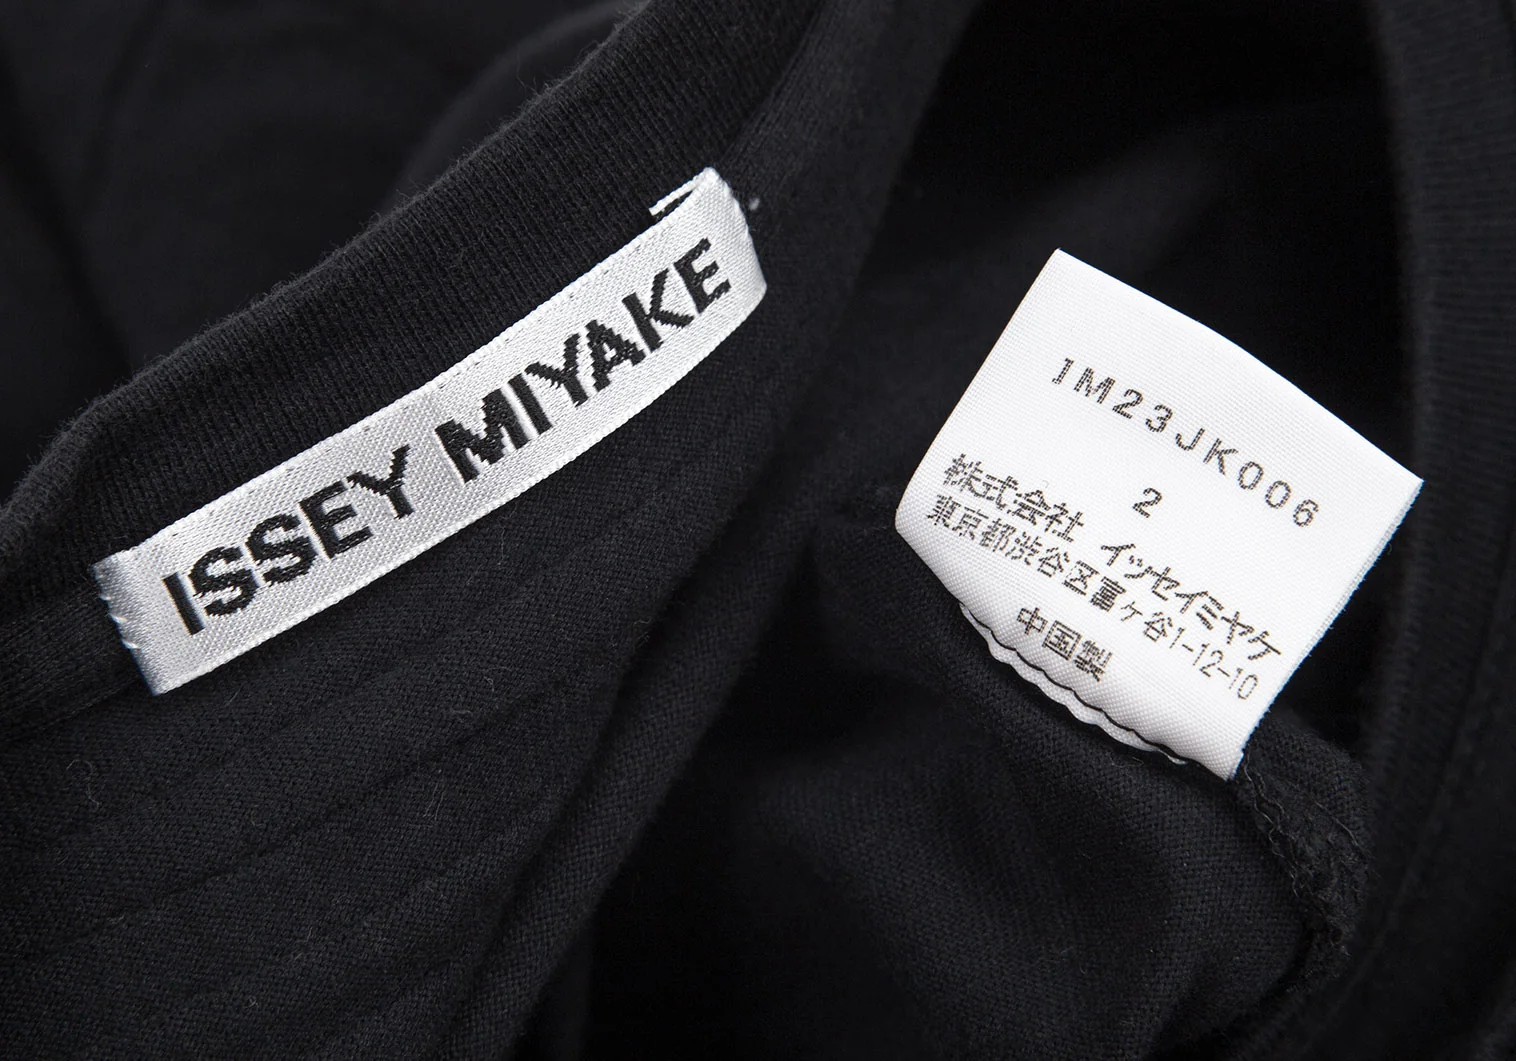 ISSEY MIYAKE
IM23JK006
2
株式会社 イッセイミヤケ
東京都渋谷区富ヶ谷1-12-10
中国製